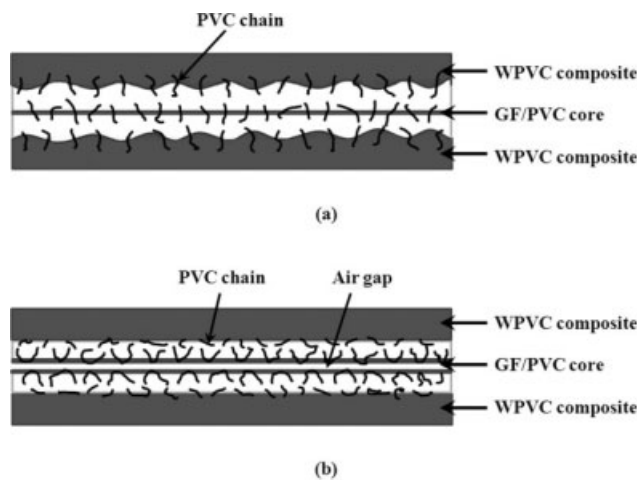 PVC chain
WPVC composite
GF/PVC core
WPVC composite
(a)
PVC chain Air gap
WPVC composite
GF/PVC core
WPVC composite
(b)